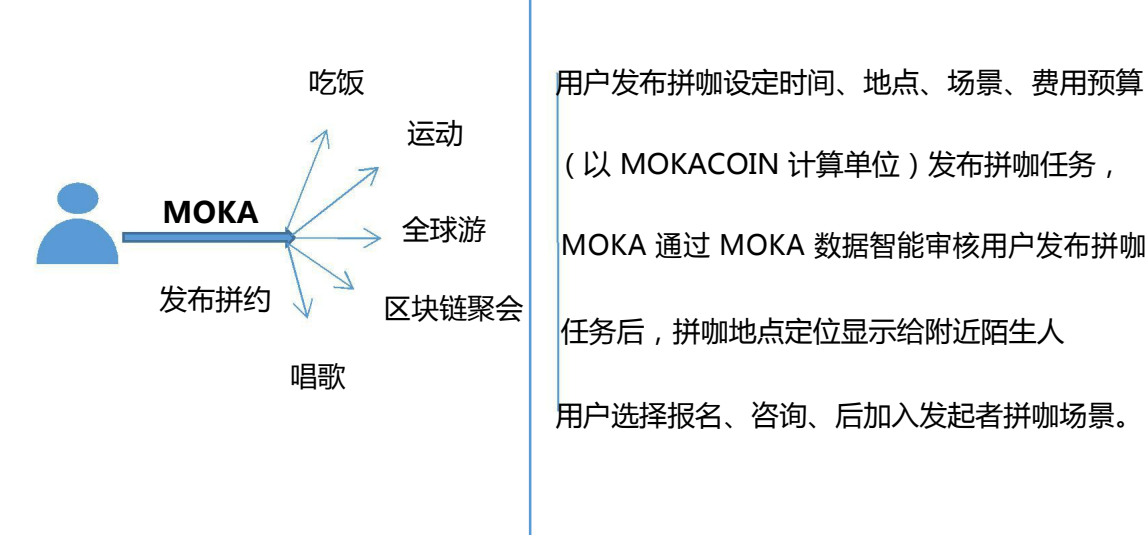 吃饭
运动
MOKA
全球游
发布拼约
区块链聚会
唱歌
用户发布拼咖设定时间、地点、场景、费用预算
（以 MOKACOIN 计算单位）发布拼咖任务，
MOKA 通过 MOKA 数据智能审核用户发布拼咖
任务后，拼咖地点定位显示给附近陌生人
用户选择报名、咨询、后加入发起者拼咖场景。